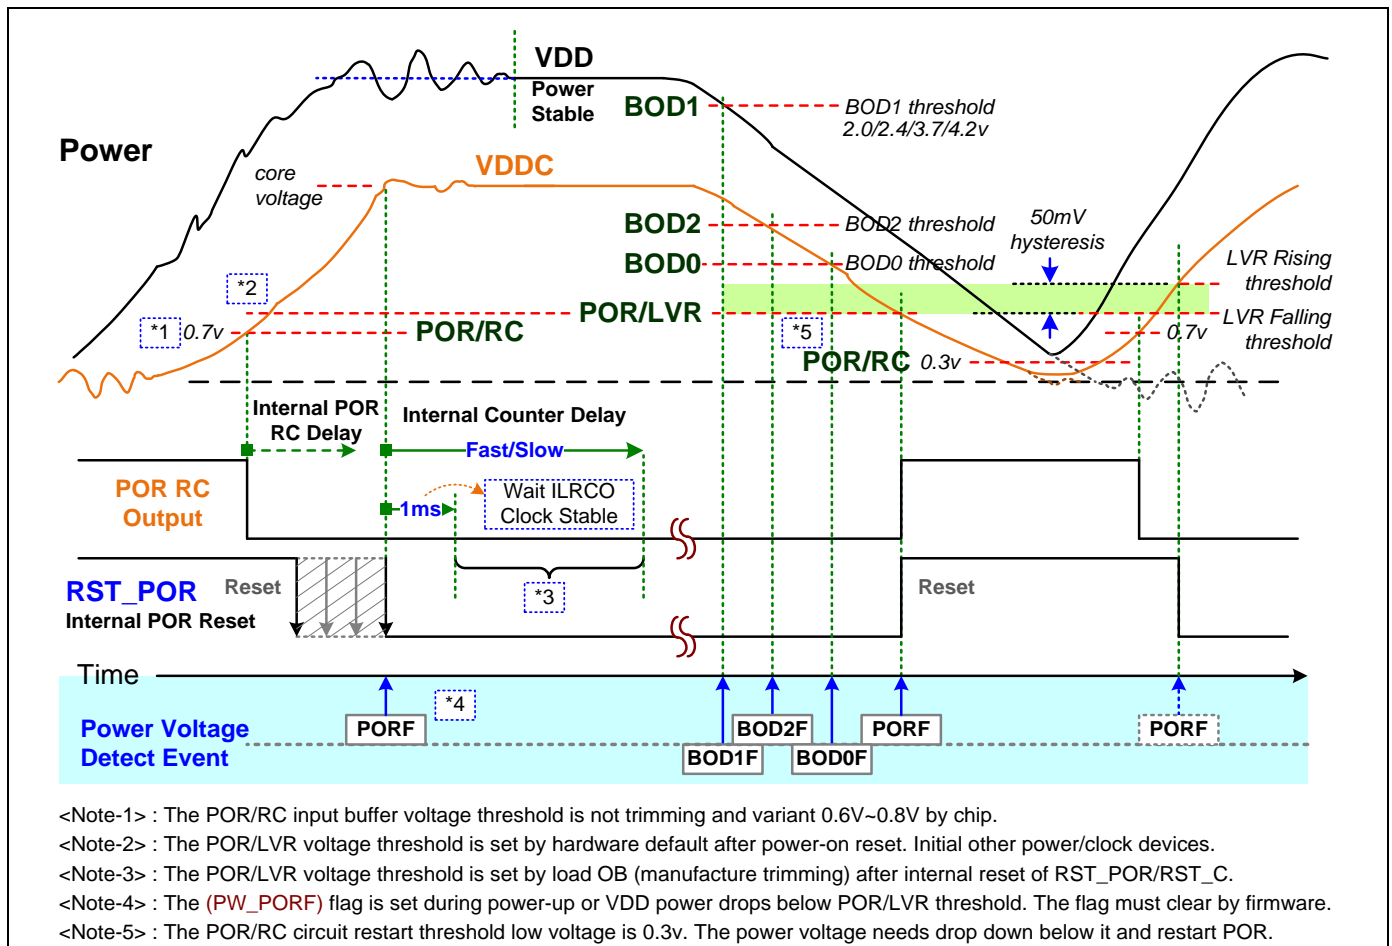 VDD
Power
Stable
BOD1
BOD1 threshold
2.0/2.4/3.7/4.2v
Power
core
voltage
VDDC
BOD2
BOD2 threshold
50mV
hysteresis
BOD0
BOD0 threshold
LVR Rising
threshold
*2
POR/LVR
LVR Falling
threshold
*1
0.7v
POR/RC
*5
0.7v
POR/RC
0.3v
Internal POR
RC Delay
Internal Counter Delay
Fast/Slow
POR RC
Output
1ms
Wait ILRCO
Clock Stable
RST_POR
Internal POR Reset
Reset
*3
Reset
Time
*4
Power Voltage
Detect Event
PORF
BOD2F
PORF
PORF
BOD1F
BOD0F
<Note-1> : The POR/RC input buffer voltage threshold is not trimming and variant 0.6V~0.8V by chip.
<Note-2> : The POR/LVR voltage threshold is set by hardware default after power-on reset. Initial other power/clock devices.
<Note-3> : The POR/LVR voltage threshold is set by load OB (manufacture trimming) after internal reset of RST_POR/RST_C.
<Note-4> : The (PW_PORF) flag is set during power-up or VDD power drops below POR/LVR threshold. The flag must clear by firmware.
<Note-5> : The POR/RC circuit restart threshold low voltage is 0.3v. The power voltage needs drop down below it and restart POR.